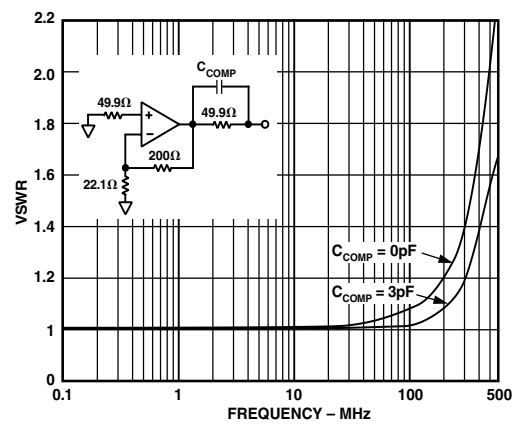 2.2
2.0
1.8
1.6
1.4
1.2
1
0
VSWR
0.1
1
10
100
500
FREQUENCY – MHz
C_COMP
49.9Ω
+
–
49.9Ω
200Ω
22.1Ω
C_COMP = 0pF
C_COMP = 3pF